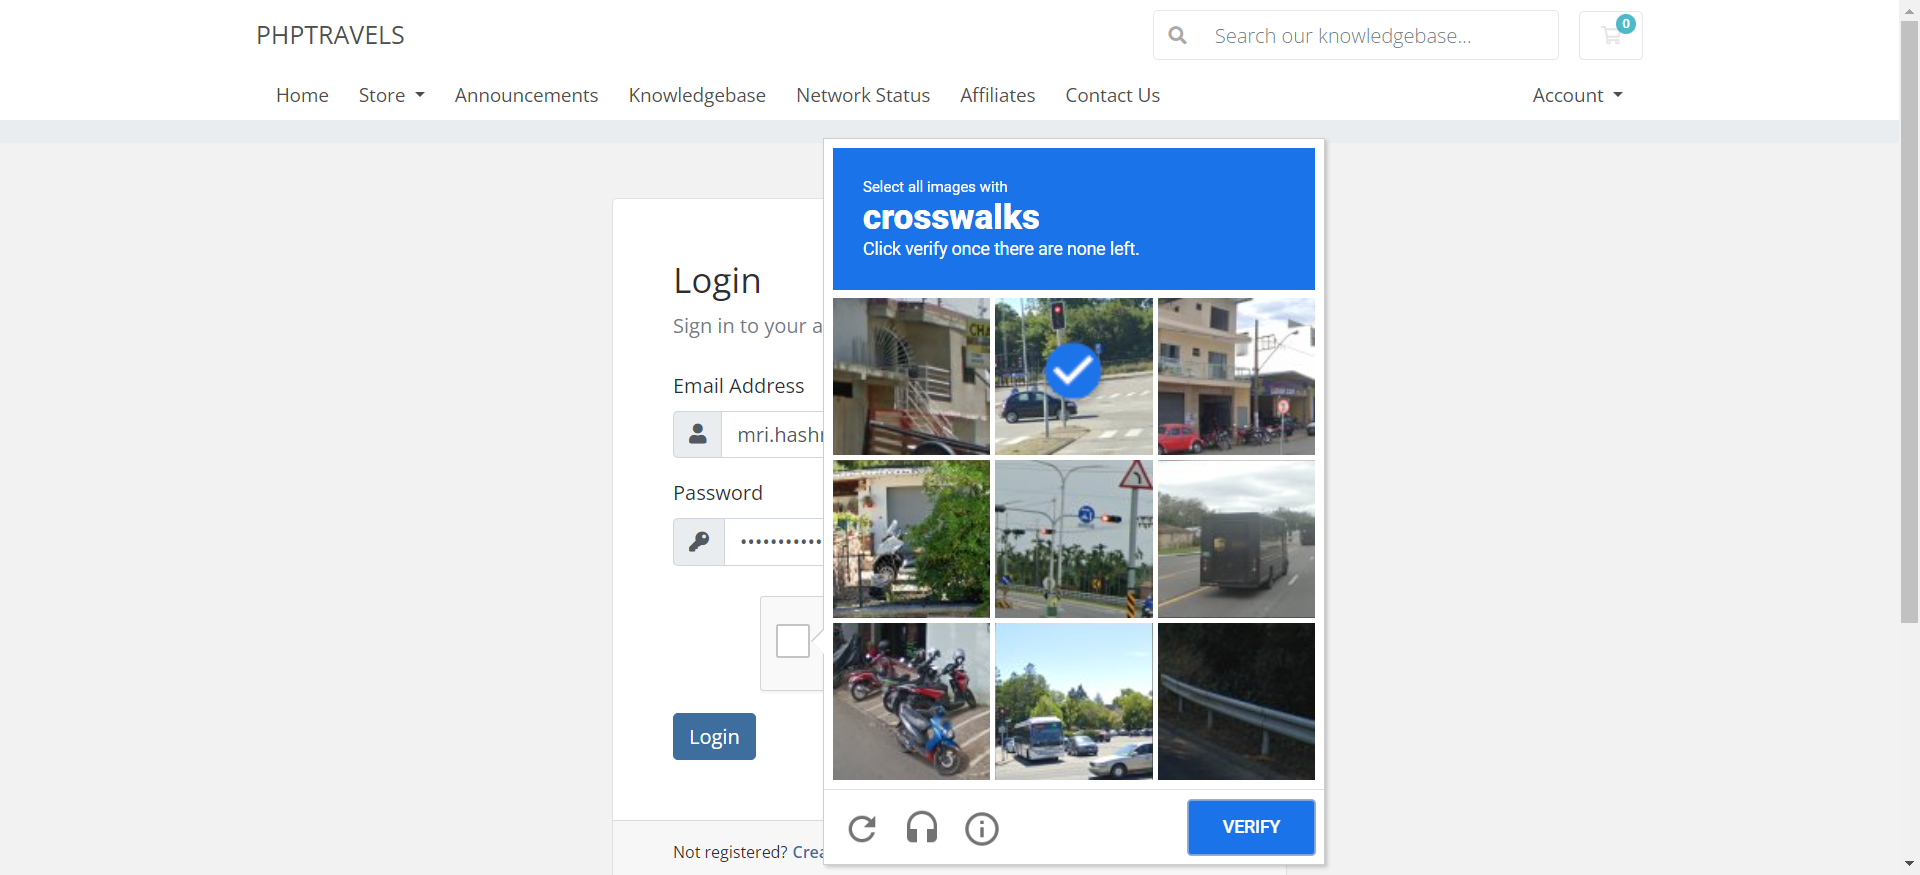 PHPTRAVELS
Search our knowledgebase...
0
Home
Store
Announcements
Knowledgebase
Network Status
Affiliates
Contact Us
Account
Select all images with
crosswalks
Click verify once there are none left.
Login
Sign in to your a
Email Address
mri.hash
Password
Login
VERIFY
Not registered? Crea
CHA